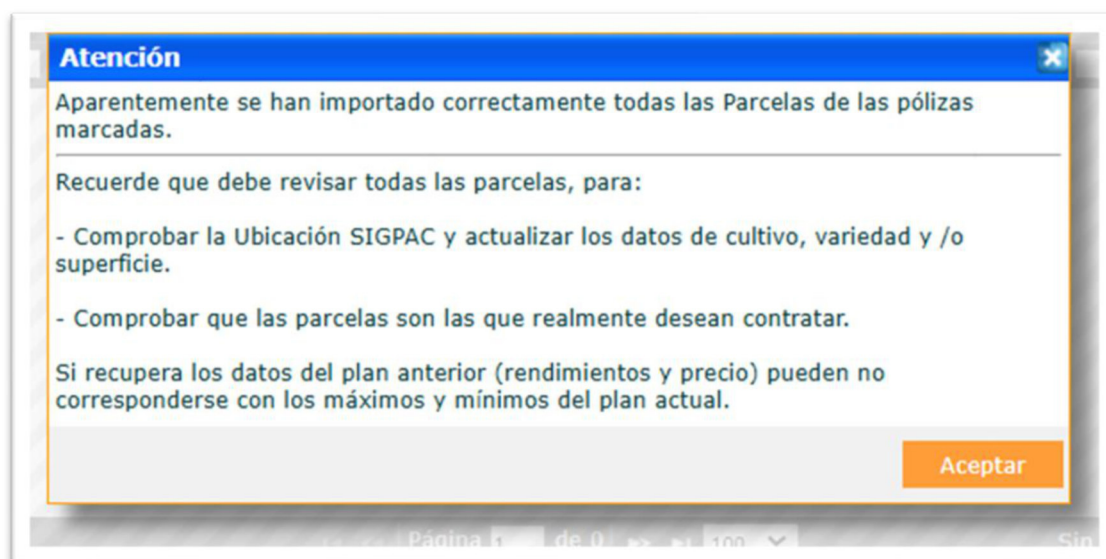 Atención
Aparentemente se han importado correctamente todas las Parcelas de las pólizas
marcadas.
Recuerde que debe revisar todas las parcelas, para:
- Comprobar la Ubicación SIGPAC y actualizar los datos de cultivo, variedad y /o
superficie.
- Comprobar que las parcelas son las que realmente desean contratar.
Si recupera los datos del plan anterior (rendimientos y precio) pueden no
corresponderse con los máximos y mínimos del plan actual.
Aceptar
Página 1 de 0 100 Sin